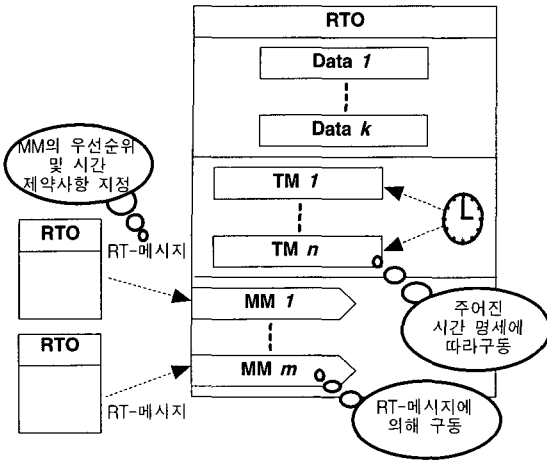 RTO
Data 1
Data k
MM의 우선순위
및 시간
제약사항 지정
TM 1
RTO
RT-메시지
TM n
MM 1
주어진
시간 명세에
따라구동
RTO
MM m
RT-메시지
RT-메시지에
의해 구동